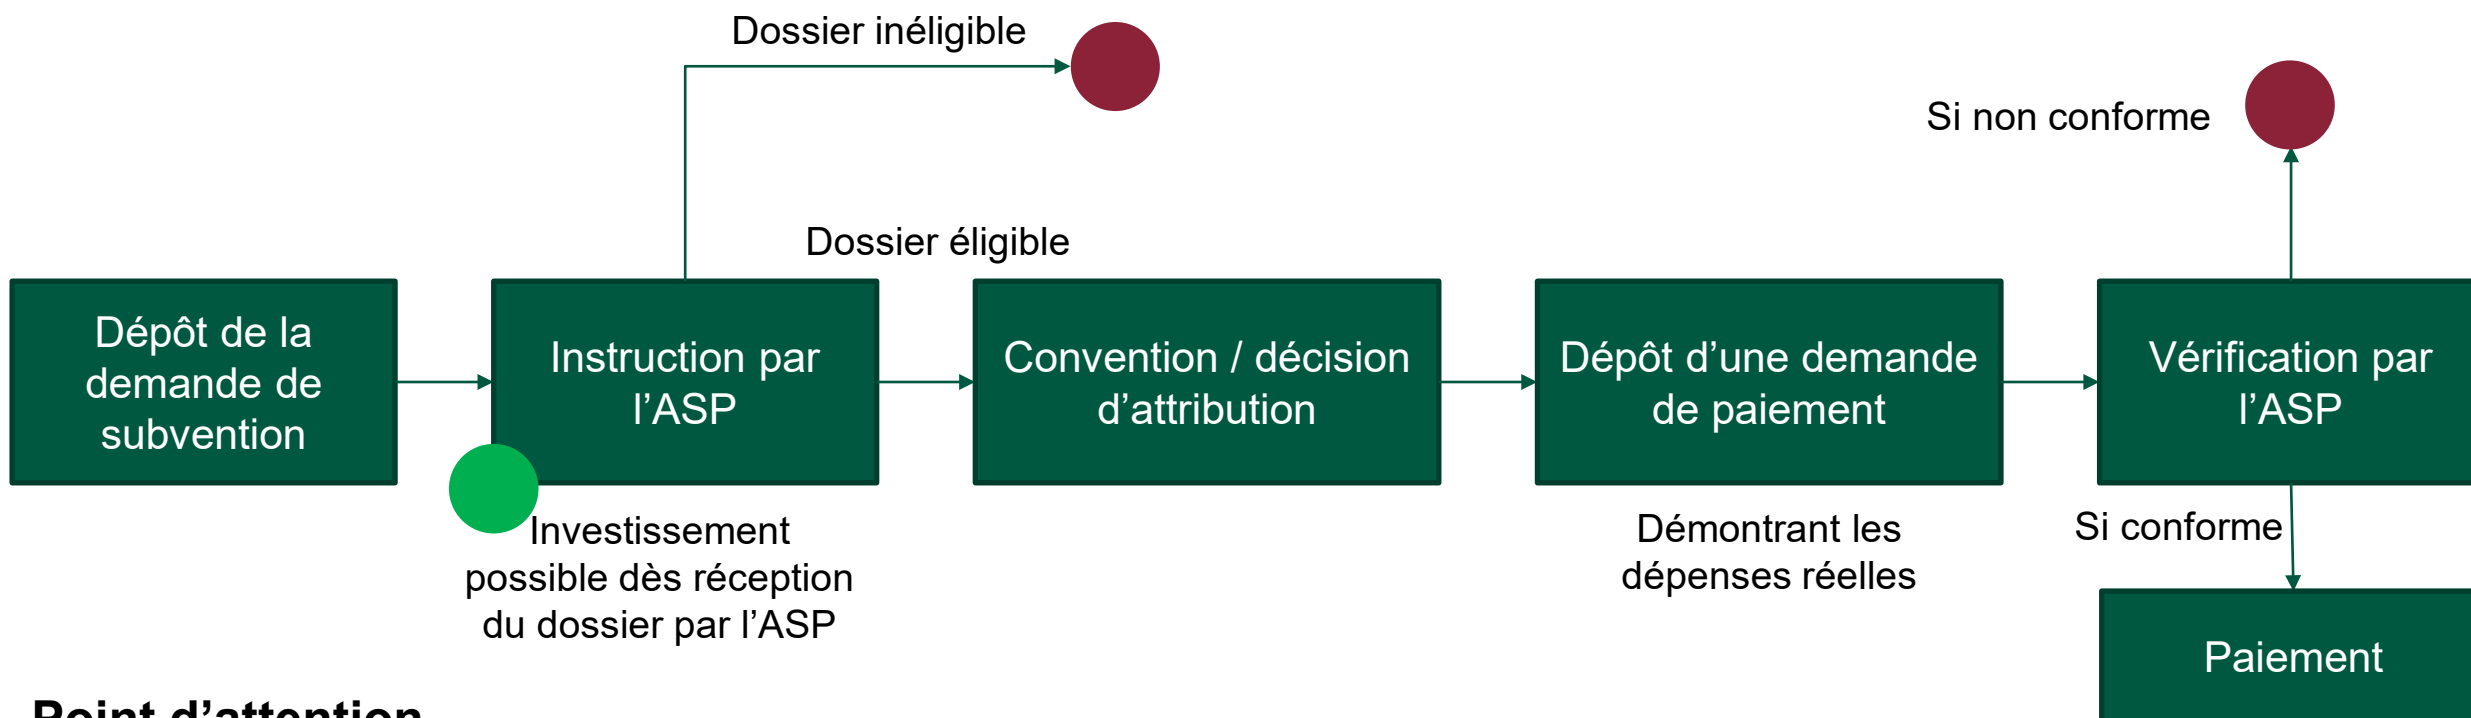 Dossier inéligible
Si non conforme
Dossier éligible
Dépôt de la
demande de
subvention
Instruction par
l’ASP
Convention / décision
d’attribution
Dépôt d’une demande
de paiement
Vérification par
l’ASP
Investissement
possible dès réception
du dossier par l’ASP
Démontrant les
dépenses réelles
Si conforme
Paiement
Point d’attention